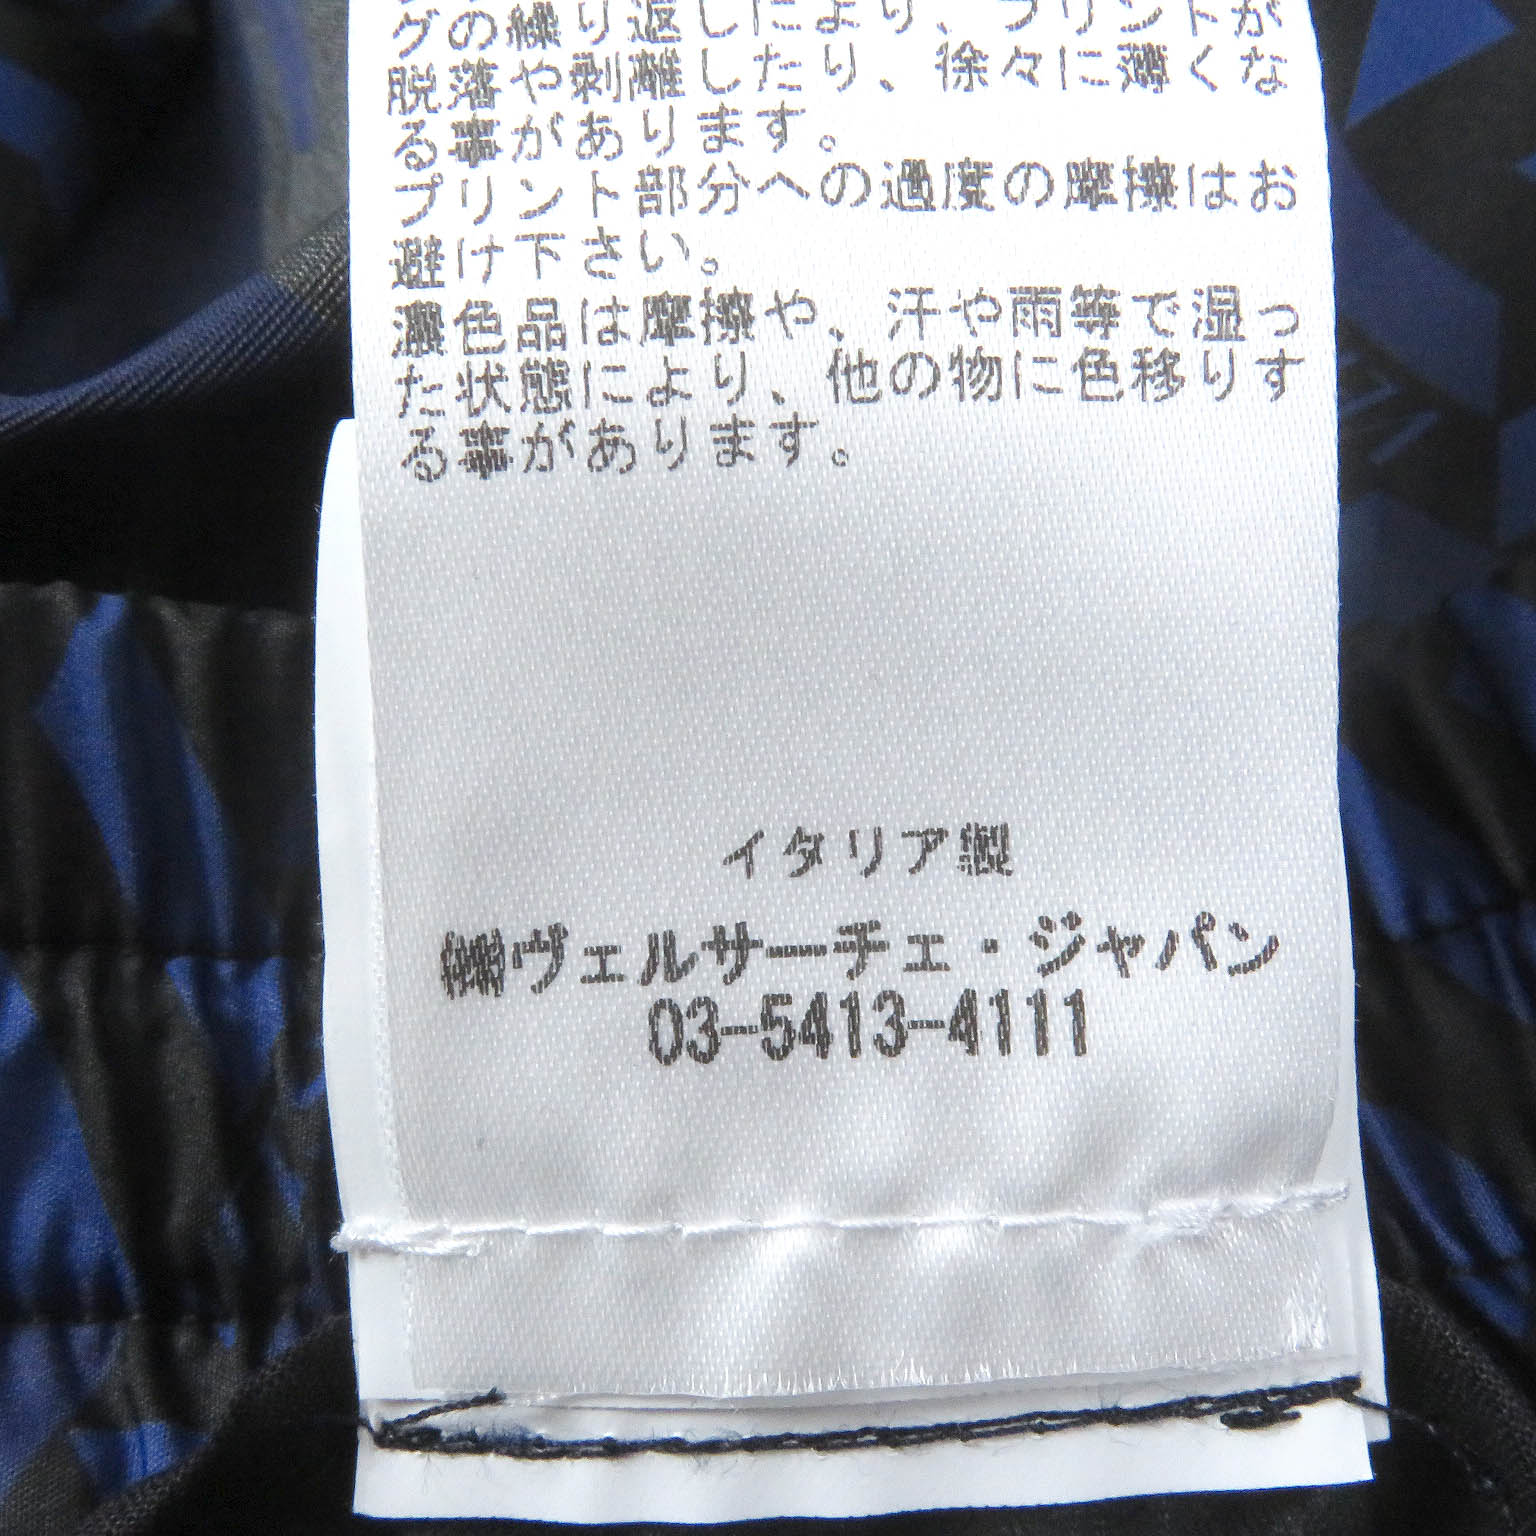 グの繰り返しにより、プリントが
脱落や剥離したり、徐々に薄くな
る事があります。
プリント部分への過度の摩擦はお
避け下さい。
濃色品は摩擦や、汗や雨等で湿っ
た状態により、他の物に色移りす
る事があります。
イタリア製
㈱ヴェルサーチェ・ジャパン
03-5413-4111